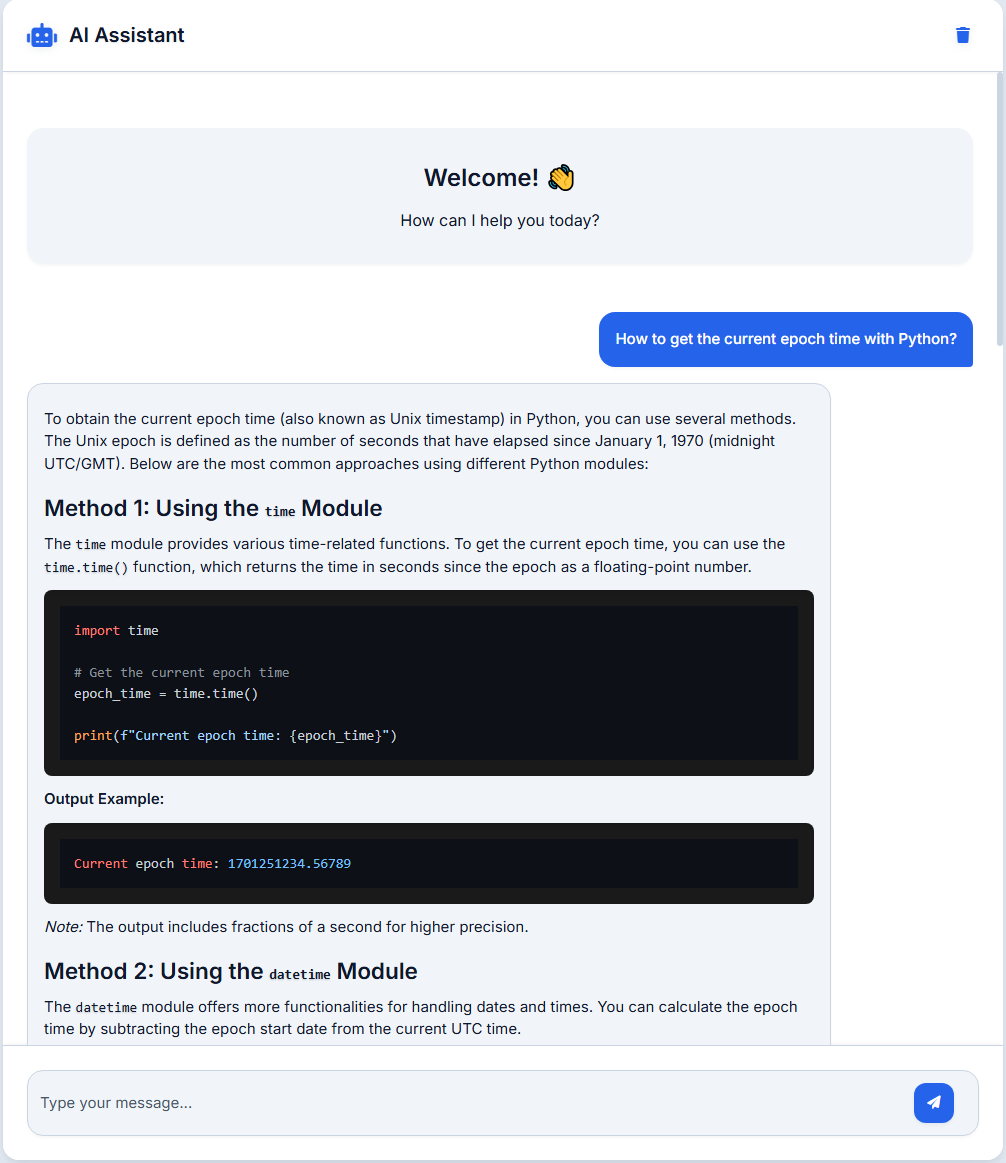 AI Assistant
Welcome! 👋
How can I help you today?
How to get the current epoch time with Python?
To obtain the current epoch time (also known as Unix timestamp) in Python, you can use several methods.
The Unix epoch is defined as the number of seconds that have elapsed since January 1, 1970 (midnight
UTC/GMT). Below are the most common approaches using different Python modules:
Method 1: Using the time Module
The time module provides various time-related functions. To get the current epoch time, you can use the
time.time() function, which returns the time in seconds since the epoch as a floating-point number.
import time
# Get the current epoch time
epoch_time = time.time()
print(f"Current epoch time: {epoch_time}")
Output Example:
Current epoch time: 1701251234.56789
Note: The output includes fractions of a second for higher precision.
Method 2: Using the datetime Module
The datetime module offers more functionalities for handling dates and times. You can calculate the epoch
time by subtracting the epoch start date from the current UTC time.
Type your message...